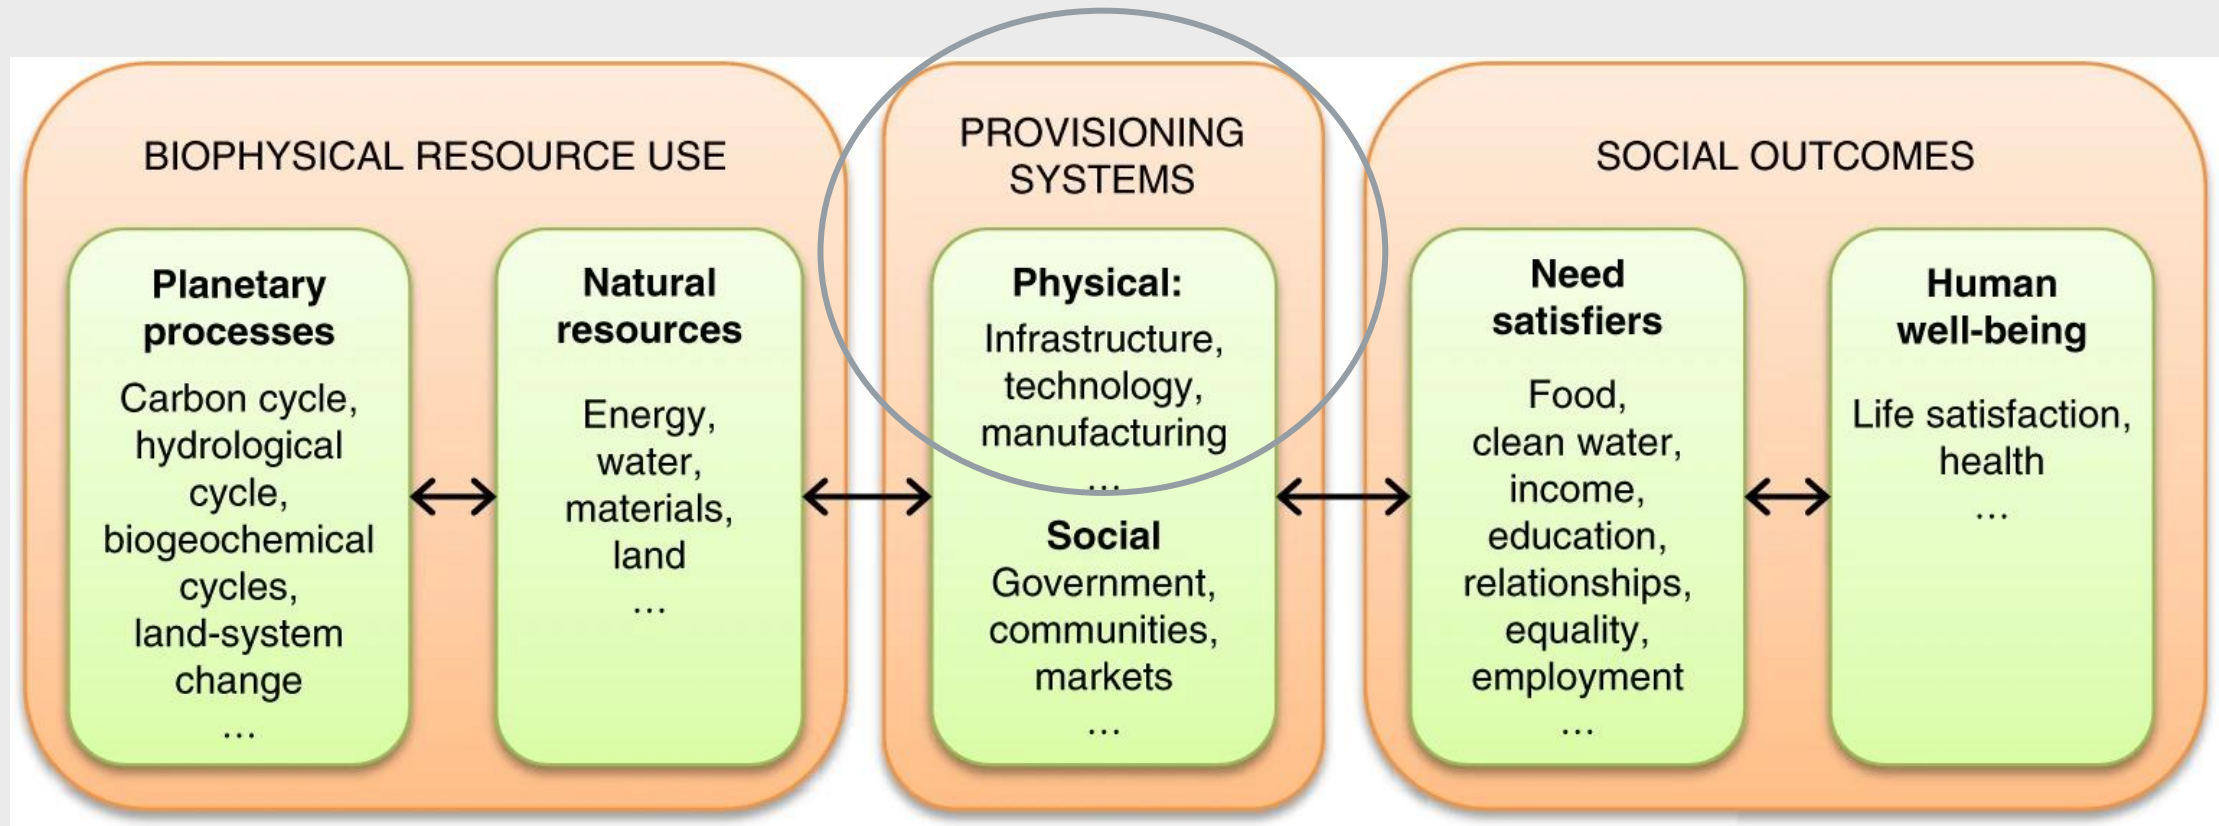 BIOPHYSICAL RESOURCE USE
Planetary
processes
Carbon cycle,
hydrological
cycle,
biogeochemical
cycles,
land-system
change
...
Natural
resources
Energy,
water,
materials,
land
...
PROVISIONING
SYSTEMS
Physical:
Infrastructure,
technology,
manufacturing
...
Social
Government,
communities,
markets
...
SOCIAL OUTCOMES
Need
satisfiers
Food,
clean water,
income,
education,
relationships,
equality,
employment
...
Human
well-being
Life satisfaction,
health
...